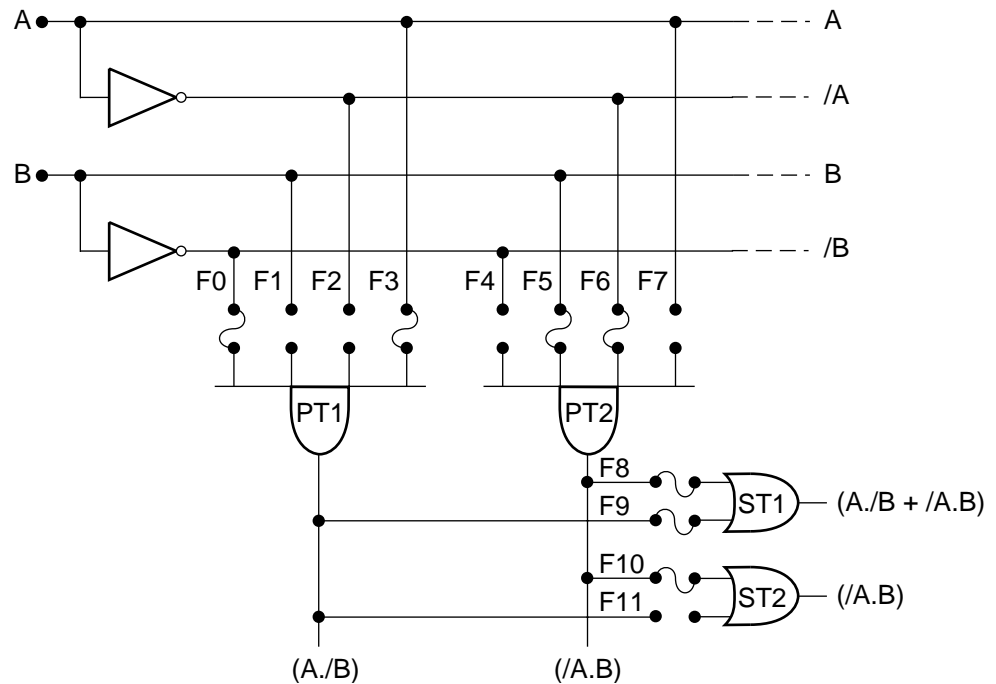 A A
/A
B B
/B
F0 F1 F2 F3 F4 F5 F6 F7
PT1 PT2
F8
ST1 (A./B + /A.B)
F9
F10
ST2 (/A.B)
F11
(A./B) (/A.B)